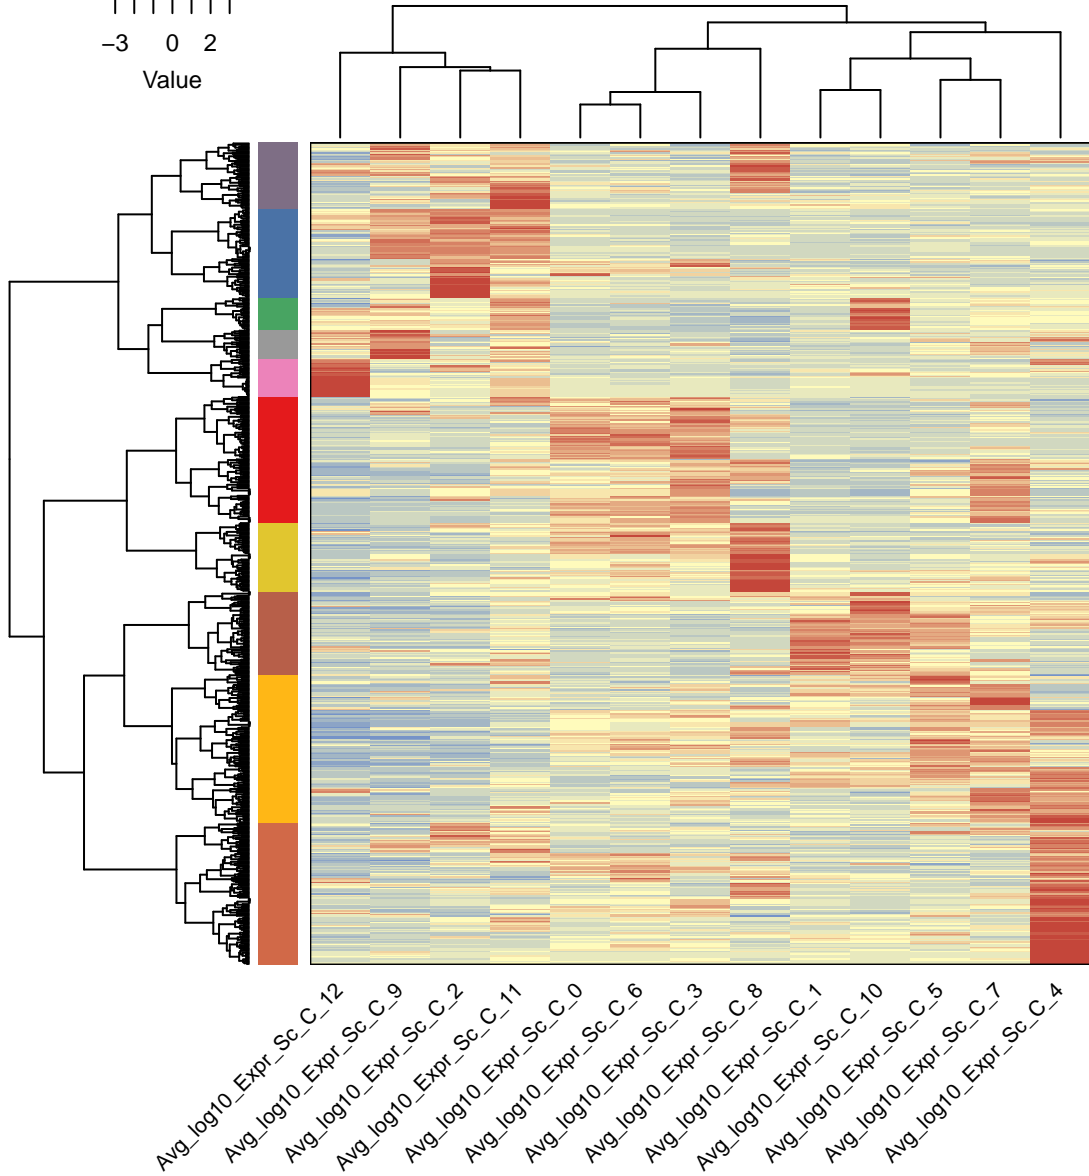 −3 0 2
Value
Avg_log10_Expr_Sc_C_12
Avg_log10_Expr_Sc_C_9
Avg_log10_Expr_Sc_C_2
Avg_log10_Expr_Sc_C_11
Avg_log10_Expr_Sc_C_0
Avg_log10_Expr_Sc_C_6
Avg_log10_Expr_Sc_C_3
Avg_log10_Expr_Sc_C_8
Avg_log10_Expr_Sc_C_1
Avg_log10_Expr_Sc_C_10
Avg_log10_Expr_Sc_C_5
Avg_log10_Expr_Sc_C_7
Avg_log10_Expr_Sc_C_4